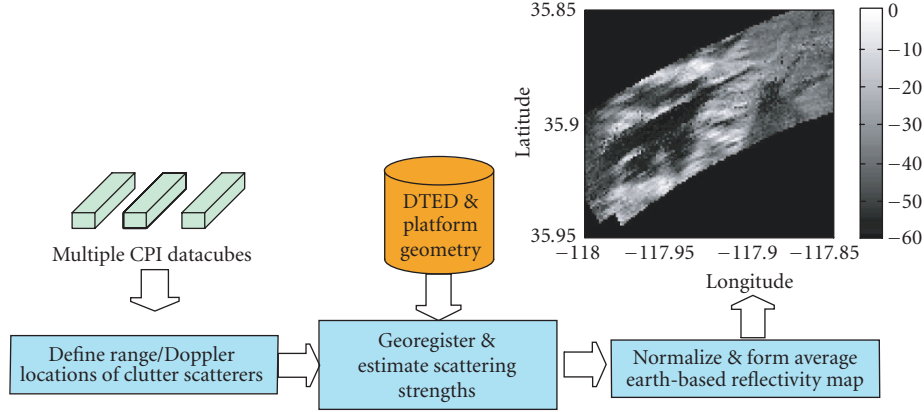 35.85
35.9
35.95
Latitude
−118
−117.95
−117.9
−117.85
Longitude
0
−10
−20
−30
−40
−50
−60
DTED &
platform
geometry
Multiple CPI datacubes
Define range/Doppler
locations of clutter scatterers
Georegister &
estimate scattering
strengths
Normalize & form average
earth-based reflectivity map